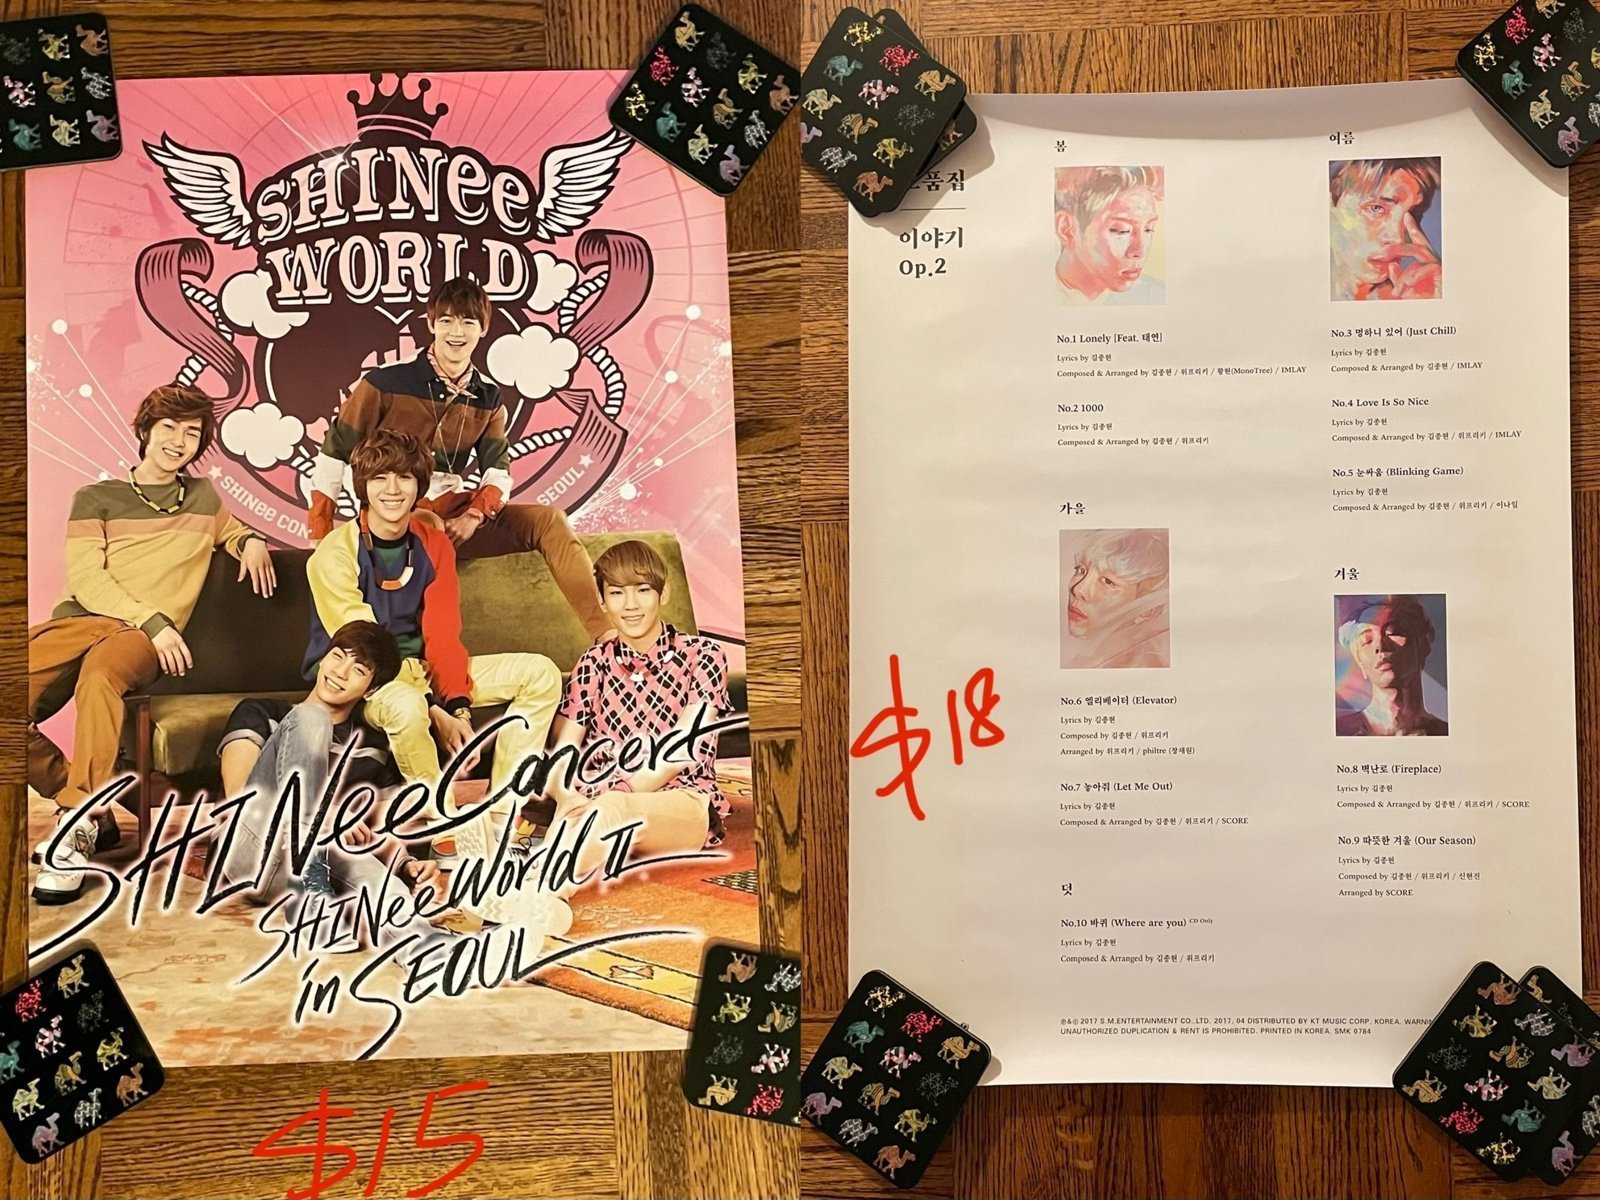 SHINee
WORLD
SHINee CON
SEOUL
SHINee Concert
SHINee World II
in SEOUL
$15
품집
이야기
Op.2
봄
No.1 Lonely [Feat. 태연]
Lyrics by 김종현
Composed & Arranged by 김종현 / 위프리키 / 황현(MonoTree) / IMLAY
No.2 1000
Lyrics by 김종현
Composed & Arranged by 김종현 / 위프리키
여름
No.3 멍하니 있어 (Just Chill)
Lyrics by 김종현
Composed & Arranged by 김종현 / IMLAY
No.4 Love Is So Nice
Lyrics by 김종현
Composed & Arranged by 김종현 / 위프리키 / IMLAY
No.5 눈싸움 (Blinking Game)
Lyrics by 김종현
Composed & Arranged by 김종현 / 위프리키 / 이나일
가을
No.6 엘리베이터 (Elevator)
Lyrics by 김종현
Composed by 김종현 / 위프리키
Arranged by 위프리키 / philtre (장재원)
No.7 놓아줘 (Let Me Out)
Lyrics by 김종현
Composed & Arranged by 김종현 / 위프리키 / SCORE
겨울
No.8 벽난로 (Fireplace)
Lyrics by 김종현
Composed & Arranged by 김종현 / 위프리키 / SCORE
No.9 따뜻한 겨울 (Our Season)
Lyrics by 김종현
Composed by 김종현 / 위프리키 / 신현진
Arranged by SCORE
덧
No.10 바퀴 (Where are you) CD Only
Lyrics by 김종현
Composed & Arranged by 김종현 / 위프리키
℗&© 2017 S.M.ENTERTAINMENT CO.,LTD. 2017. 04 DISTRIBUTED BY KT MUSIC CORP, KOREA. WARNIN
UNAUTHORIZED DUPLICATION & RENT IS PROHIBITED. PRINTED IN KOREA. SMK 0784
$18